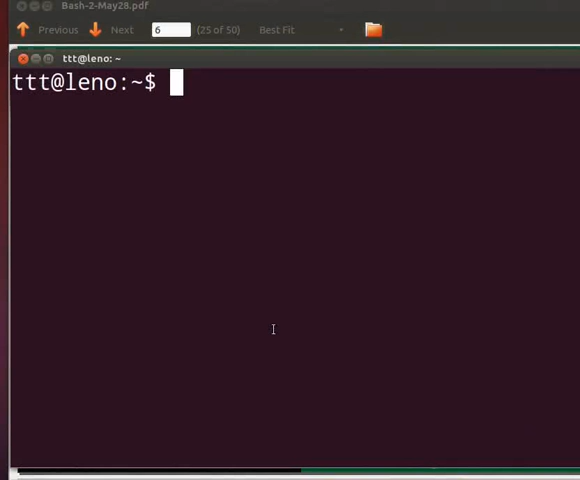 Bash-2-May28.pdf
Previous Next 6 (25 of 50) Best Fit
ttt@leno: ~
ttt@leno:~$